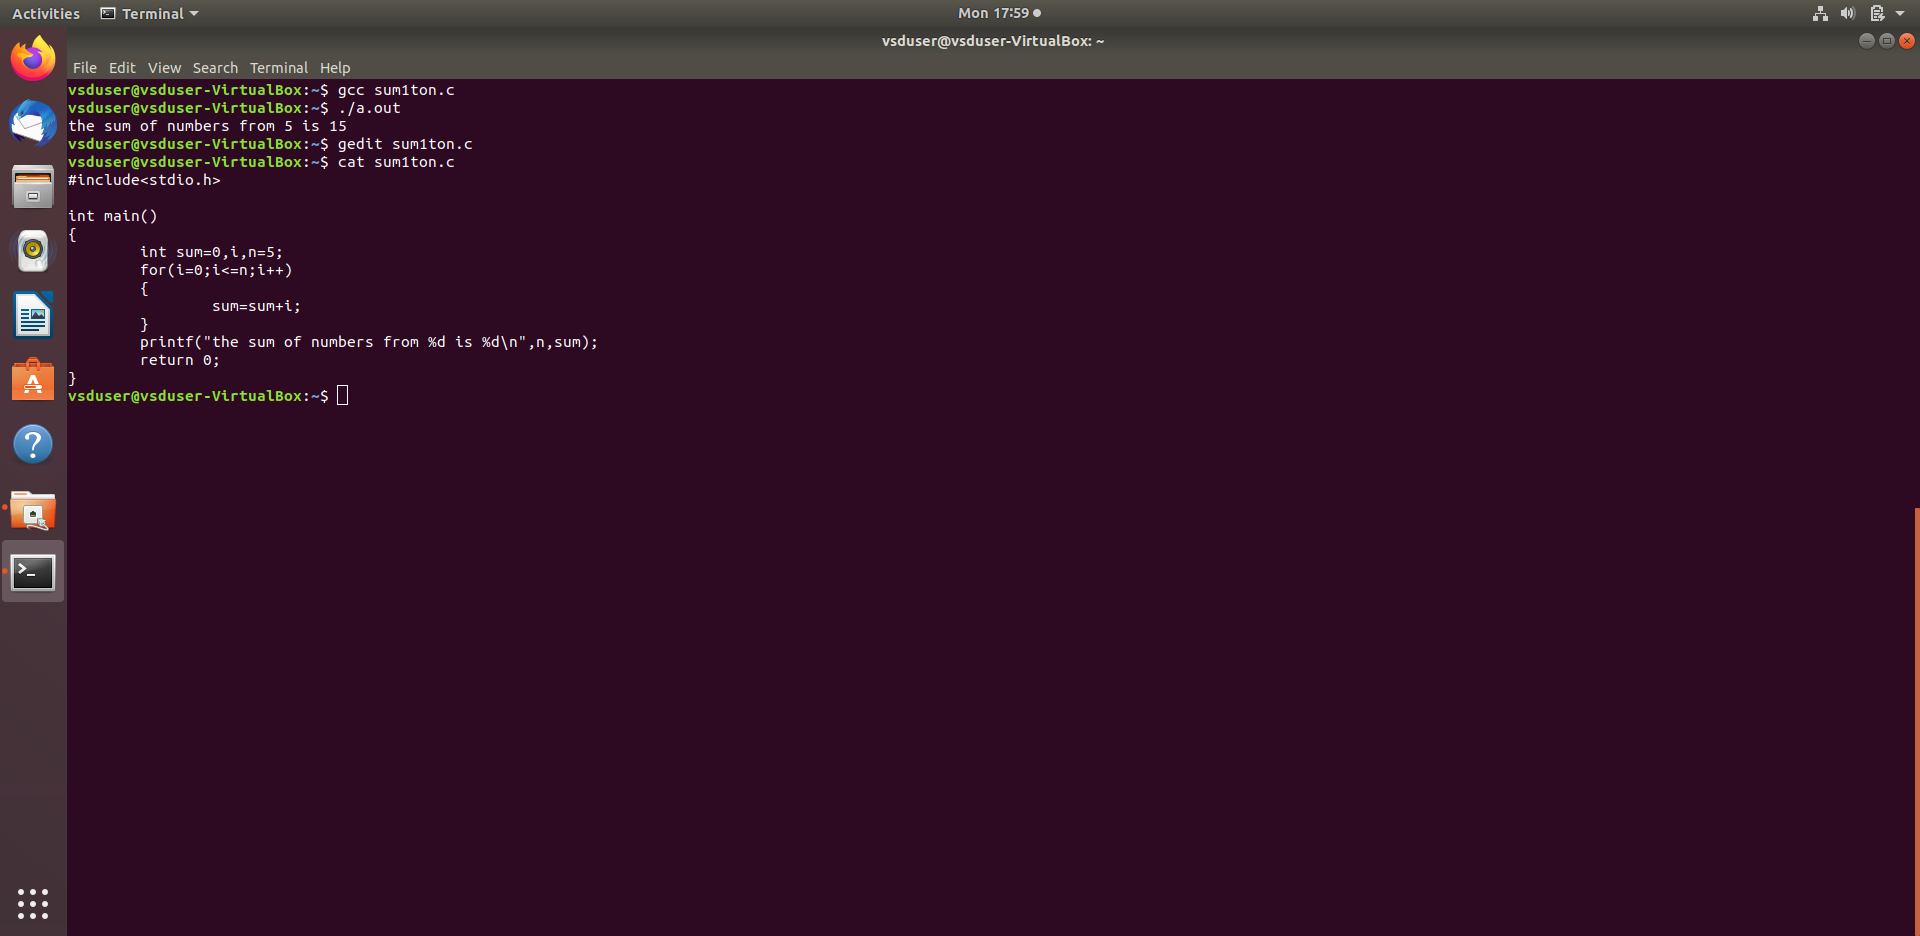 Activities Terminal Mon 17:59
vsduser@vsduser-VirtualBox: ~
File Edit View Search Terminal Help
vsduser@vsduser-VirtualBox:~$ gcc sum1ton.c
vsduser@vsduser-VirtualBox:~$ ./a.out
the sum of numbers from 5 is 15
vsduser@vsduser-VirtualBox:~$ gedit sum1ton.c
vsduser@vsduser-VirtualBox:~$ cat sum1ton.c
#include<stdio.h>

int main()
{
        int sum=0,i,n=5;
        for(i=0;i<=n;i++)
        {
                sum=sum+i;
        }
        printf("the sum of numbers from %d is %d\n",n,sum);
        return 0;
}
vsduser@vsduser-VirtualBox:~$